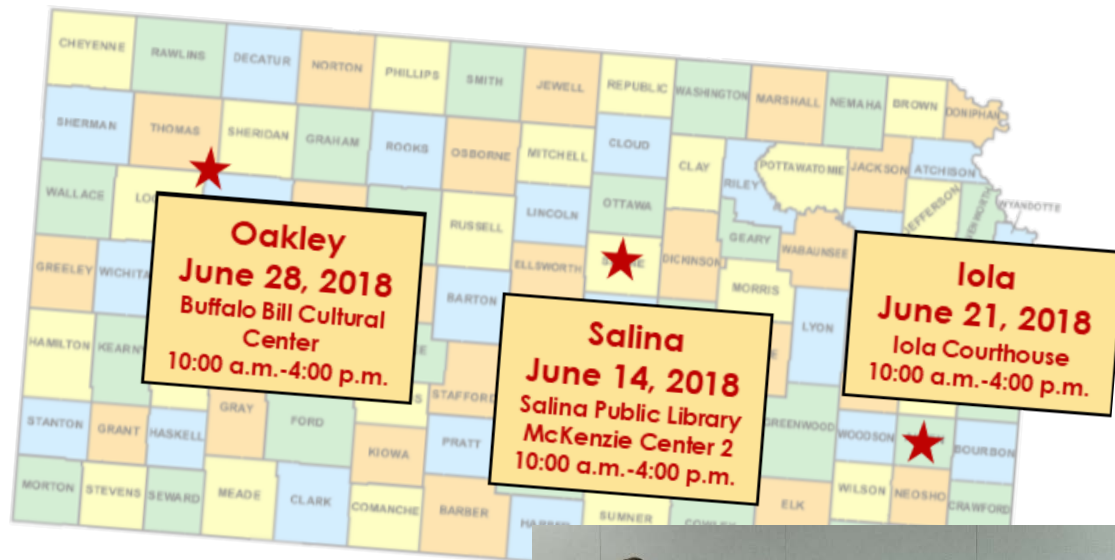 CHEYENNE
RAWLINS
DECATUR
NORTON
PHILLIPS
SMITH
JEWELL
REPUBLIC
WASHINGTON
MARSHALL
NEMAHA
BROWN
DONIPHAN
SHERMAN
THOMAS
SHERIDAN
GRAHAM
ROOKS
OSBORNE
MITCHELL
CLOUD
CLAY
RILEY
POTTAWATOMIE
JACKSON
ATCHISON
JEFFERSON
WYANDOTTE
WALLACE
RUSSELL
LINCOLN
OTTAWA
GEARY
WABAUNSEE
DICKINSON
GREELEY
WICHITA
ELLSWORTH
MORRIS
BARTON
LYON
Oakley
June 28, 2018
Buffalo Bill Cultural
Center
10:00 a.m.-4:00 p.m.
Salina
June 14, 2018
Salina Public Library
McKenzie Center 2
10:00 a.m.-4:00 p.m.
Iola
June 21, 2018
Iola Courthouse
10:00 a.m.-4:00 p.m.
HAMILTON
KEARNY
STAFFORD
STANTON
GRANT
HASKELL
GRAY
FORD
KIOWA
PRATT
GREENWOOD
WOODSON
BOURBON
MORTON
STEVENS
SEWARD
MEADE
CLARK
COMANCHE
BARBER
SUMNER
ELK
WILSON
NEOSHO
CRAWFORD